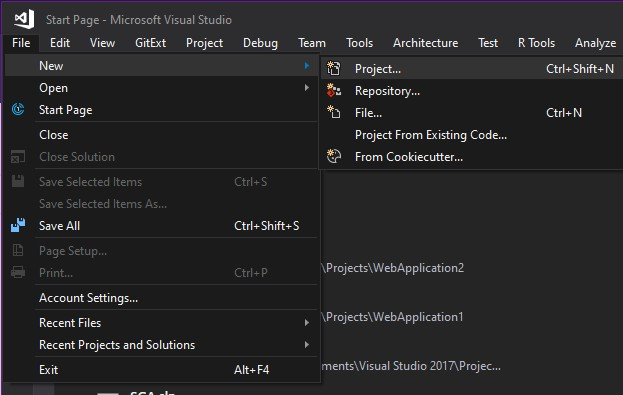 Start Page - Microsoft Visual Studio
File Edit View GitExt Project Debug Team Tools Architecture Test R Tools Analyze
New
Project... Ctrl+Shift+N
Open
Repository...
Start Page
File... Ctrl+N
Close
Project From Existing Code...
Close Solution
From Cookiecutter...
Save Selected Items Ctrl+S
Save Selected Items As...
Save All Ctrl+Shift+S
Page Setup...
Print... Ctrl+P
\Projects\WebApplication2
Account Settings...
Recent Files
\Projects\WebApplication1
Recent Projects and Solutions
Exit Alt+F4
ments\Visual Studio 2017\Projec...